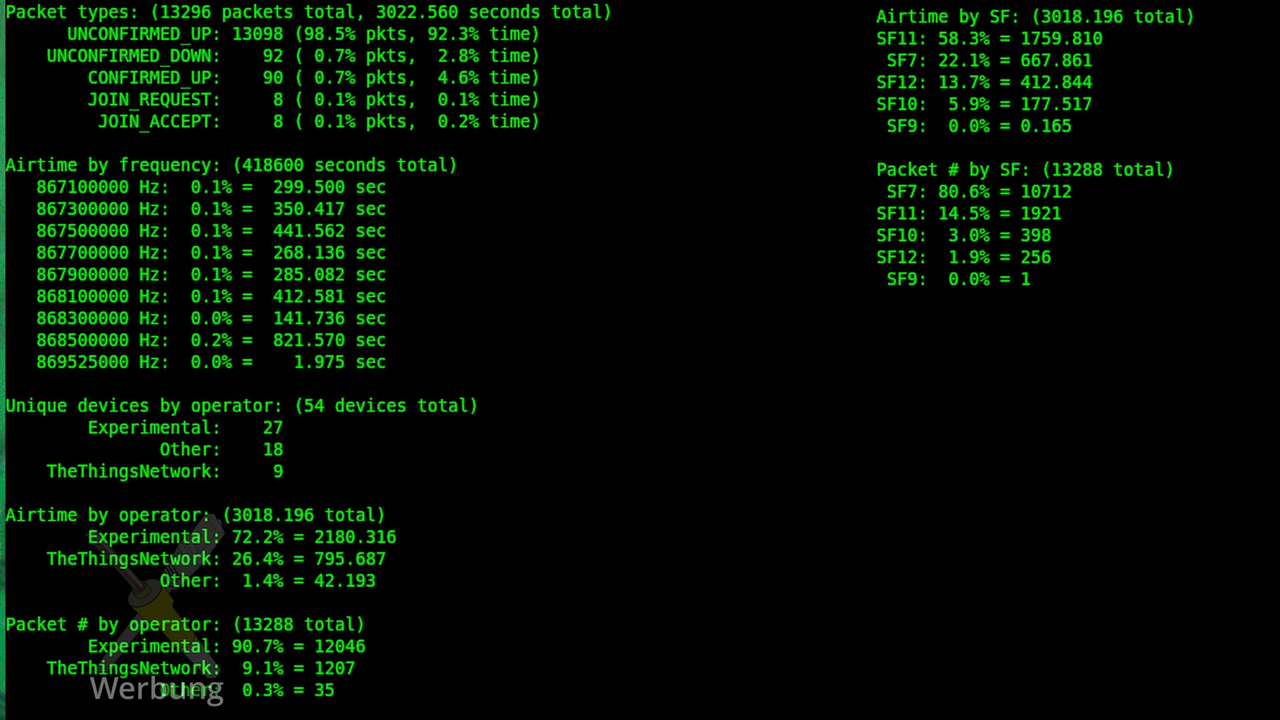 Packet types: (13296 packets total, 3022.560 seconds total)
UNCONFIRMED_UP: 13098 (98.5% pkts, 92.3% time)
UNCONFIRMED_DOWN: 92 ( 0.7% pkts, 2.8% time)
CONFIRMED_UP: 90 ( 0.7% pkts, 4.6% time)
JOIN_REQUEST: 8 ( 0.1% pkts, 0.1% time)
JOIN_ACCEPT: 8 ( 0.1% pkts, 0.2% time)
Airtime by frequency: (418600 seconds total)
867100000 Hz: 0.1% = 299.500 sec
867300000 Hz: 0.1% = 350.417 sec
867500000 Hz: 0.1% = 441.562 sec
867700000 Hz: 0.1% = 268.136 sec
867900000 Hz: 0.1% = 285.082 sec
868100000 Hz: 0.1% = 412.581 sec
868300000 Hz: 0.0% = 141.736 sec
868500000 Hz: 0.2% = 821.570 sec
869525000 Hz: 0.0% = 1.975 sec
Unique devices by operator: (54 devices total)
Experimental: 27
Other: 18
TheThingsNetwork: 9
Airtime by operator: (3018.196 total)
Experimental: 72.2% = 2180.316
TheThingsNetwork: 26.4% = 795.687
Other: 1.4% = 42.193
Packet # by operator: (13288 total)
Experimental: 90.7% = 12046
TheThingsNetwork: 9.1% = 1207
Other: 0.3% = 35
Werbung
Airtime by SF: (3018.196 total)
SF11: 58.3% = 1759.810
SF7: 22.1% = 667.861
SF12: 13.7% = 412.844
SF10: 5.9% = 177.517
SF9: 0.0% = 0.165
Packet # by SF: (13288 total)
SF7: 80.6% = 10712
SF11: 14.5% = 1921
SF10: 3.0% = 398
SF12: 1.9% = 256
SF9: 0.0% = 1